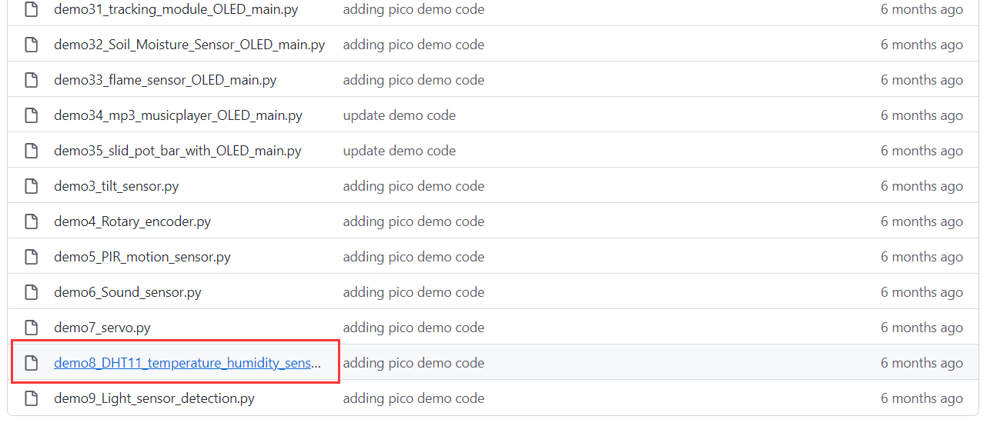 demo31_tracking_module_OLED_main.py adding pico demo code 6 months ago
demo32_Soil_Moisture_Sensor_OLED_main.py adding pico demo code 6 months ago
demo33_flame_sensor_OLED_main.py adding pico demo code 6 months ago
demo34_mp3_musicplayer_OLED_main.py update demo code 6 months ago
demo35_slid_pot_bar_with_OLED_main.py update demo code 6 months ago
demo3_tilt_sensor.py adding pico demo code 6 months ago
demo4_Rotary_encoder.py adding pico demo code 6 months ago
demo5_PIR_motion_sensor.py adding pico demo code 6 months ago
demo6_Sound_sensor.py adding pico demo code 6 months ago
demo7_servo.py adding pico demo code 6 months ago
demo8_DHT11_temperature_humidity_sens... adding pico demo code 6 months ago
demo9_Light_sensor_detection.py adding pico demo code 6 months ago